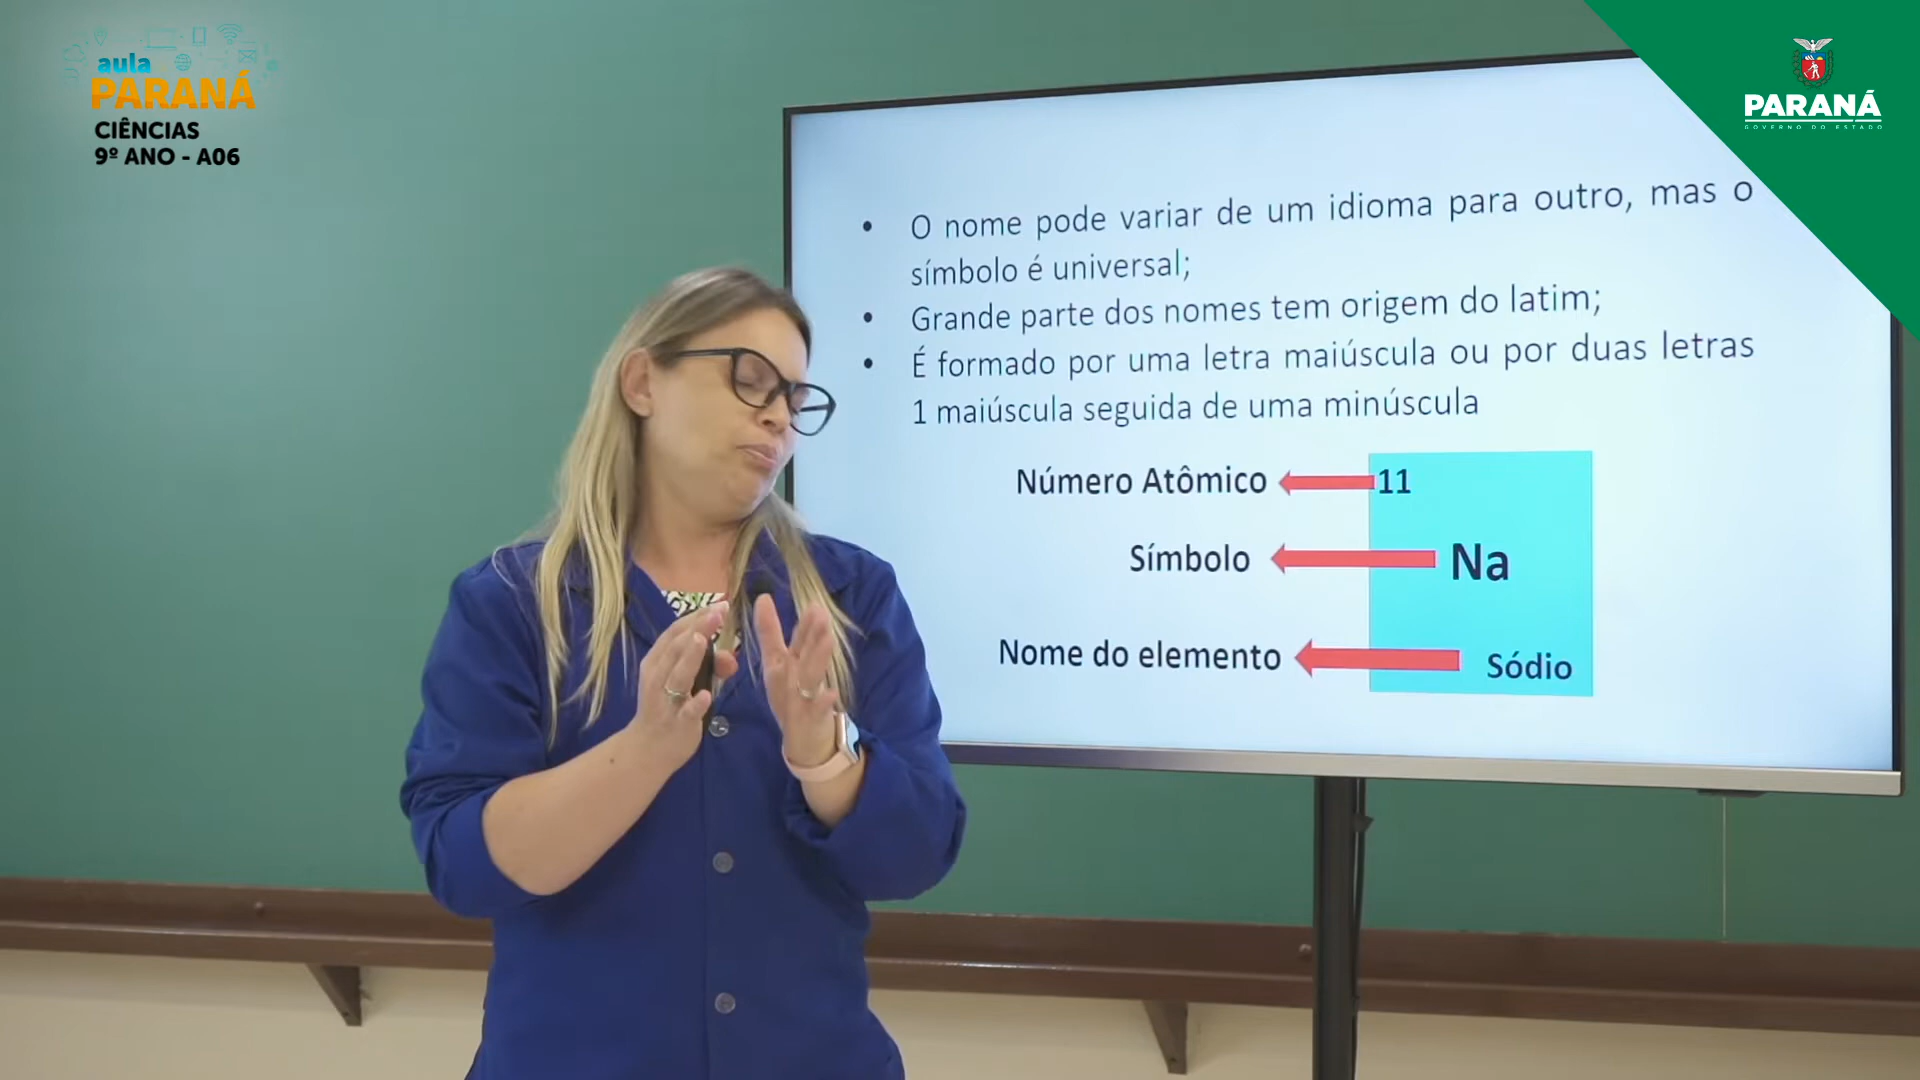 aula
PARANÁ
CIÊNCIAS
9º ANO - A06
PARANÁ
GOVERNO DO ESTADO
• O nome pode variar de um idioma para outro, mas o
símbolo é universal;
• Grande parte dos nomes tem origem do latim;
• É formado por uma letra maiúscula ou por duas letras
1 maiúscula seguida de uma minúscula
Número Atômico 11
Símbolo Na
Nome do elemento Sódio